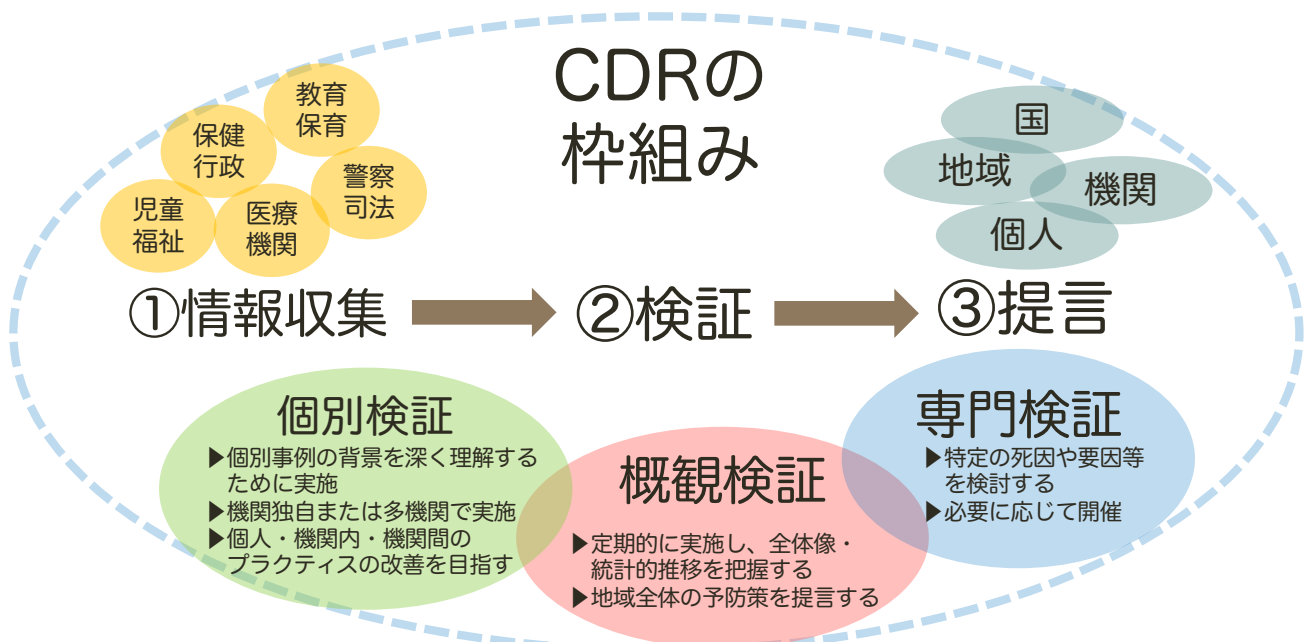 CDRの
枠組み
教育
保育
保健
行政
警察
司法
児童
福祉
医療
機関
国
地域
機関
個人
①情報収集
②検証
③提言
個別検証
▶個別事例の背景を深く理解する
ために実施
▶機関独自または多機関で実施
▶個人・機関内・機関間の
プラクティスの改善を目指す
概観検証
▶定期的に実施し、全体像・
統計的推移を把握する
▶地域全体の予防策を提言する
専門検証
▶特定の死因や要因等
を検討する
▶必要に応じて開催